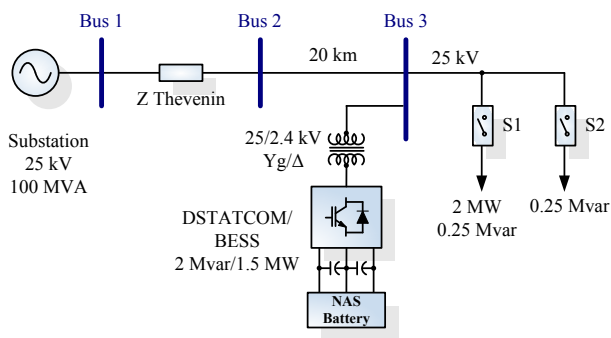 Bus 1
Bus 2
Bus 3
20 km
25 kV
Z Thevenin
Substation
25 kV
100 MVA
25/2.4 kV
Yg/Δ
S1
S2
2 MW
0.25 Mvar
0.25 Mvar
DSTATCOM/
BESS
2 Mvar/1.5 MW
NAS
Battery